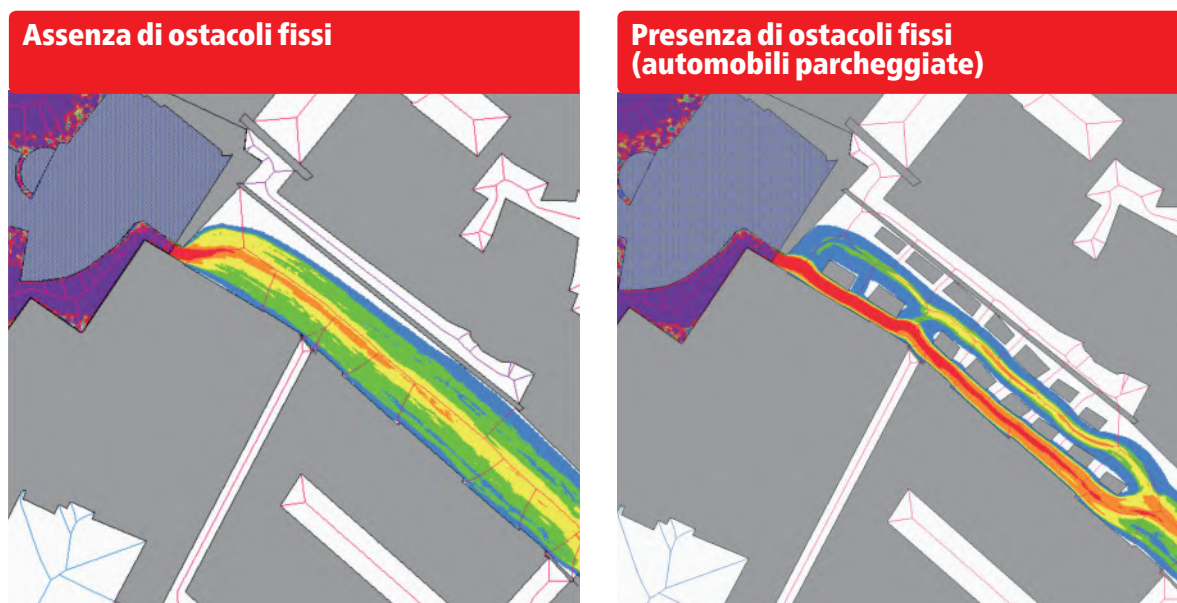 Assenza di ostacoli fissi
Presenza di ostacoli fissi
(automobili parcheggiate)